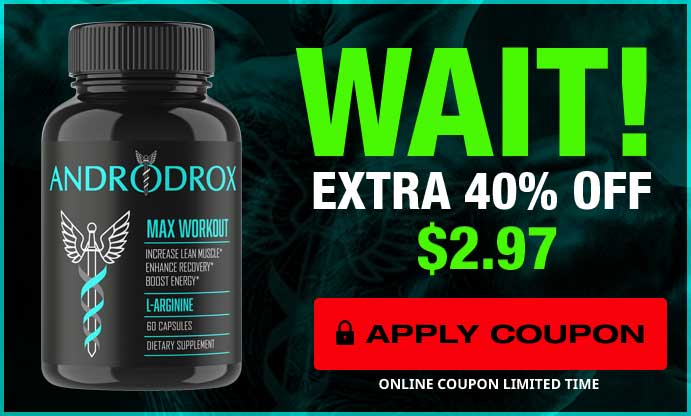 ANDRODROX
MAX WORKOUT
INCREASE LEAN MUSCLE*
ENHANCE RECOVERY*
BOOST ENERGY*
L-ARGININE
60 CAPSULES
DIETARY SUPPLEMENT
WAIT!
EXTRA 40% OFF
$2.97
APPLY COUPON
ONLINE COUPON LIMITED TIME